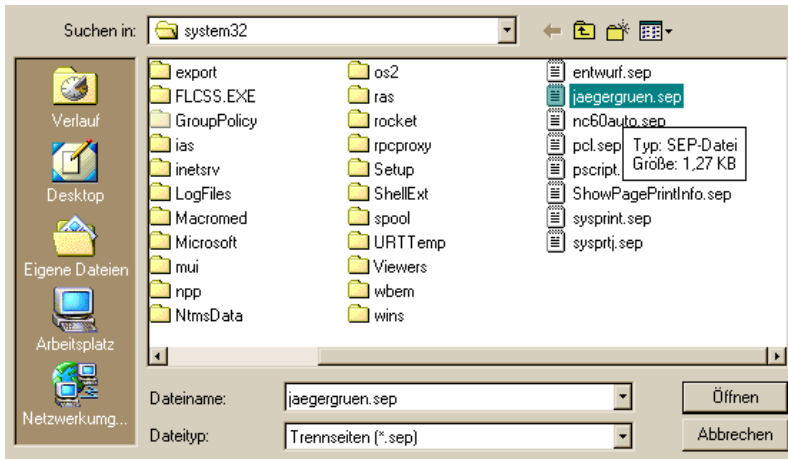 Suchen in: system32
Verlauf
Desktop
Eigene Dateien
Arbeitsplatz
Netzwerkumg...
export
FLCSS.EXE
GroupPolicy
ias
inetsrv
LogFiles
Macromed
Microsoft
mui
npp
NtmsData
os2
ras
rocket
rpcproxy
Setup
ShellExt
spool
URTTemp
Viewers
wbem
wins
entwurf.sep
jaegergruen.sep
nc60auto.sep
pcl.sep
pscript.
ShowPagePrintInfo.sep
sysprint.sep
sysprtj.sep
Typ: SEP-Datei
Größe: 1,27 KB
Dateiname: jaegergruen.sep Öffnen
Dateityp: Trennseiten (*.sep) Abbrechen